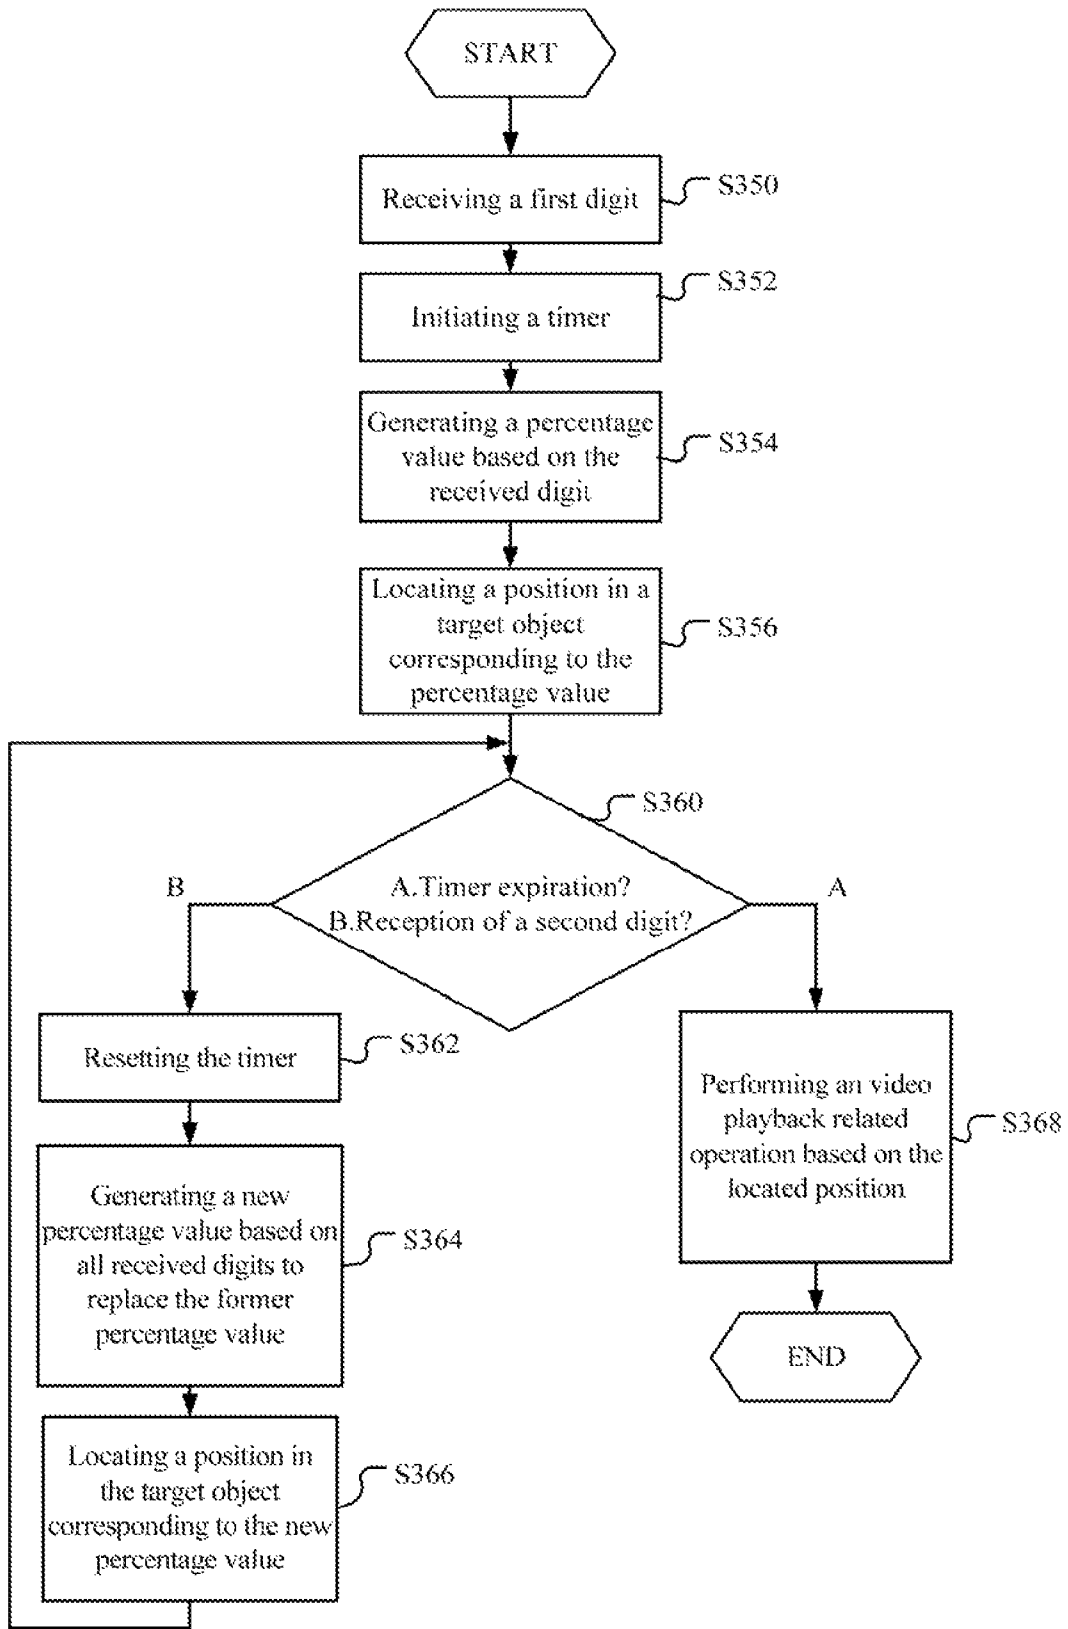 START
Receiving a first digit
S350
Initiating a timer
S352
Generating a percentage
value based on the
received digit
S354
Locating a position in a
target object
corresponding to the
percentage value
S356
S360
A.Timer expiration?
B.Reception of a second digit?
B
A
Resetting the timer
S362
Generating a new
percentage value based on
all received digits to
replace the former
percentage value
S364
Locating a position in
the target object
corresponding to the new
percentage value
S366
Performing an video
playback related
operation based on the
located position
S368
END